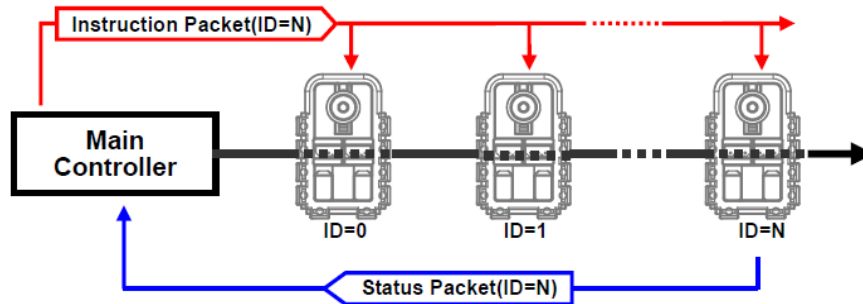 Instruction Packet(ID=N)
Main
Controller
ID=0
ID=1
ID=N
Status Packet(ID=N)